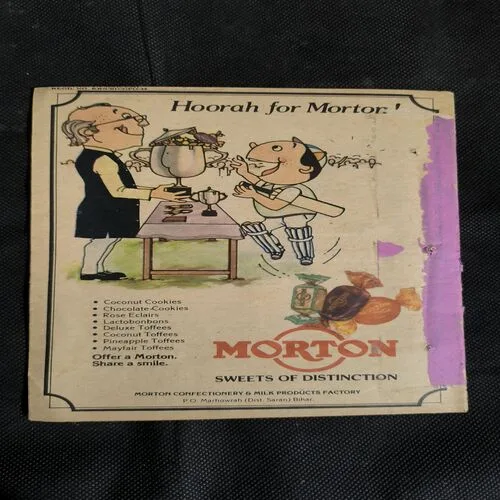 Hoorah for Morton!
• Coconut Cookies
• Chocolate Cookies
• Rose Eclairs
• Lactobonbons
• Deluxe Toffees
• Coconut Toffees
• Pineapple Toffees
• Mayfair Toffees
Offer a Morton.
Share a smile.
MORTON
SWEETS OF DISTINCTION
MORTON CONFECTIONERY & MILK PRODUCTS FACTORY
P.O. Marhowrah (Dist. Saran) Bihar.